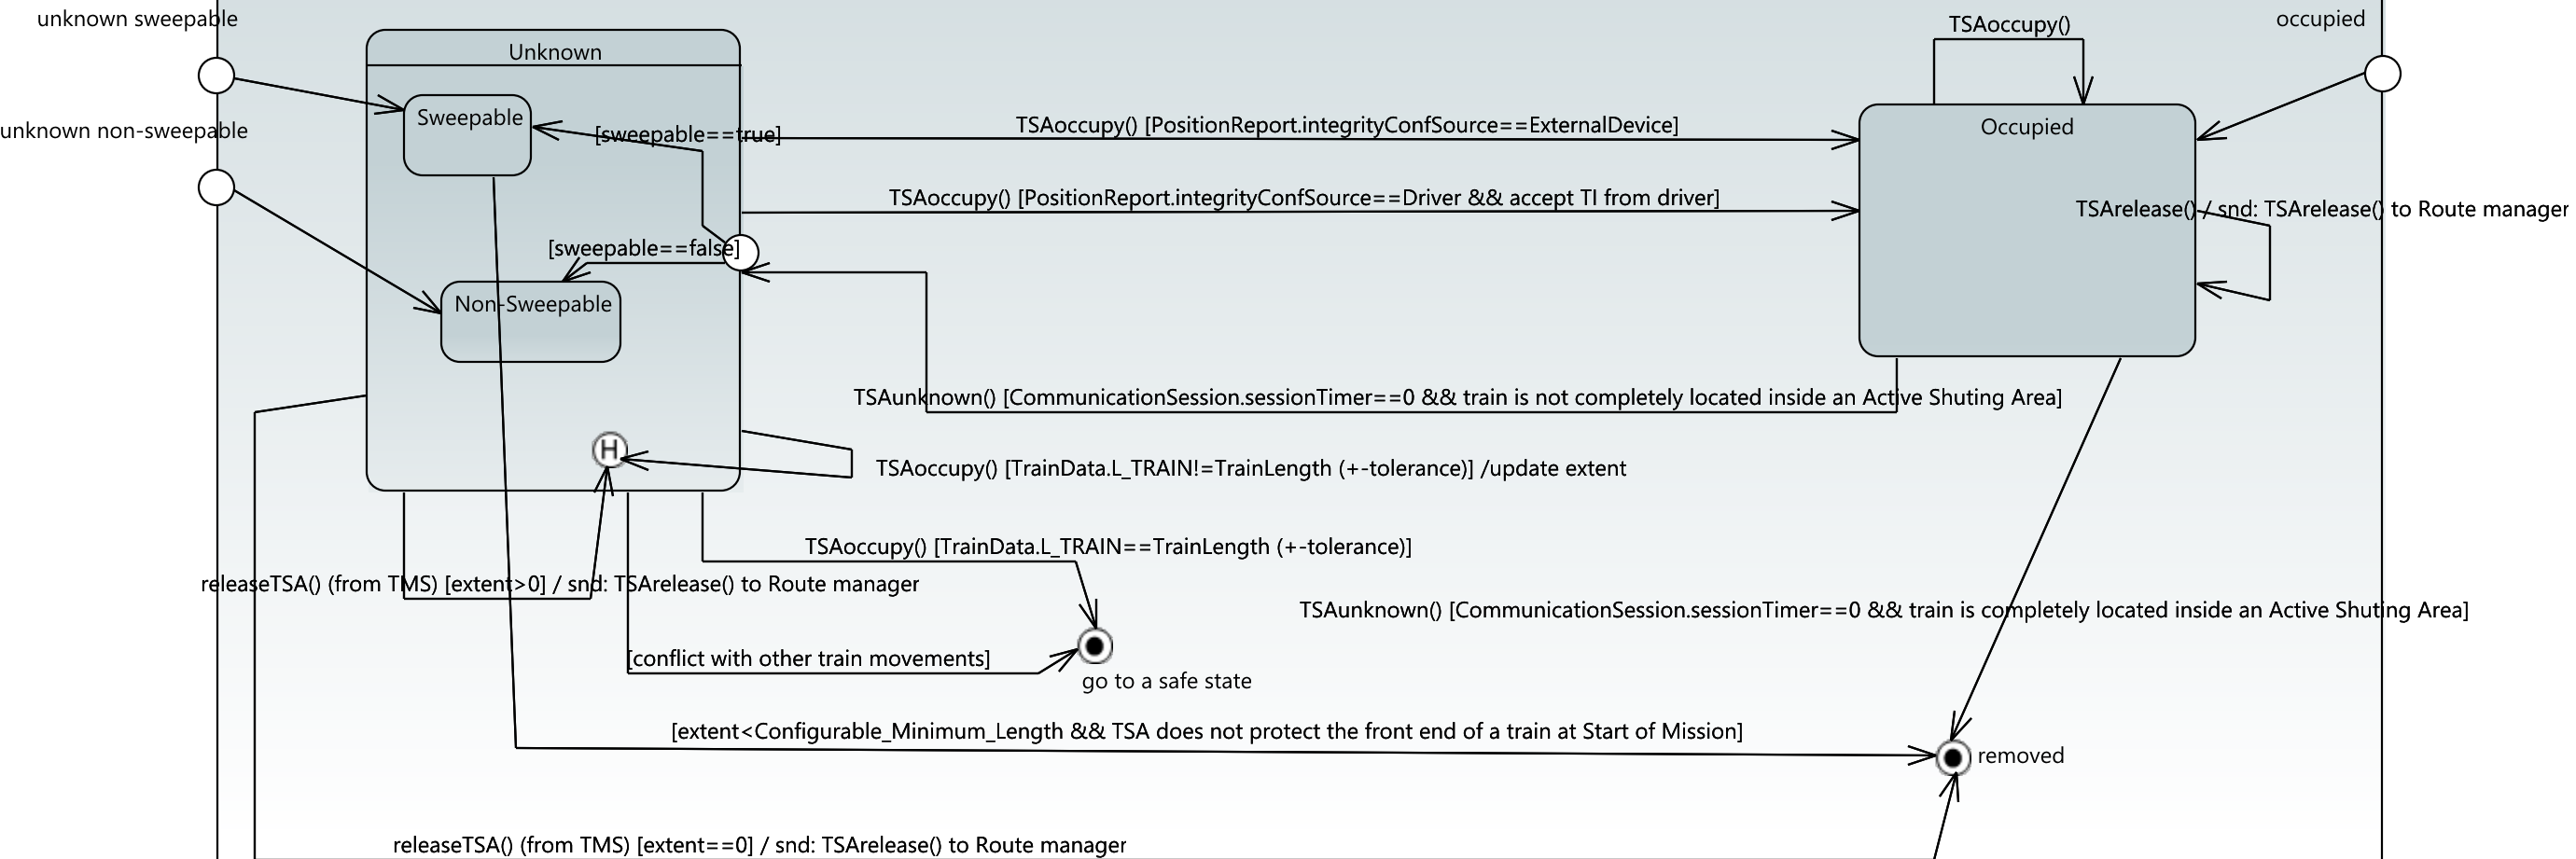 unknown sweepable
TSAoccupy()
occupied
Unknown
Sweepable
unknown non-sweepable
[sweepable==true]
TSAoccupy() [PositionReport.integrityConfSource==ExternalDevice]
Occupied
TSAoccupy() [PositionReport.integrityConfSource==Driver && accept TI from driver]
TSArelease() / snd: TSArelease() to Route manager
[sweepable==false]
Non-Sweepable
TSAunknown() [CommunicationSession.sessionTimer==0 && train is not completely located inside an Active Shuting Area]
H
TSAoccupy() [TrainData.L_TRAIN!=TrainLength (+-tolerance)] /update extent
TSAoccupy() [TrainData.L_TRAIN==TrainLength (+-tolerance)]
releaseTSA() (from TMS) [extent>0] / snd: TSArelease() to Route manager
TSAunknown() [CommunicationSession.sessionTimer==0 && train is completely located inside an Active Shuting Area]
[conflict with other train movements]
go to a safe state
[extent<Configurable_Minimum_Length && TSA does not protect the front end of a train at Start of Mission]
removed
releaseTSA() (from TMS) [extent==0] / snd: TSArelease() to Route manager